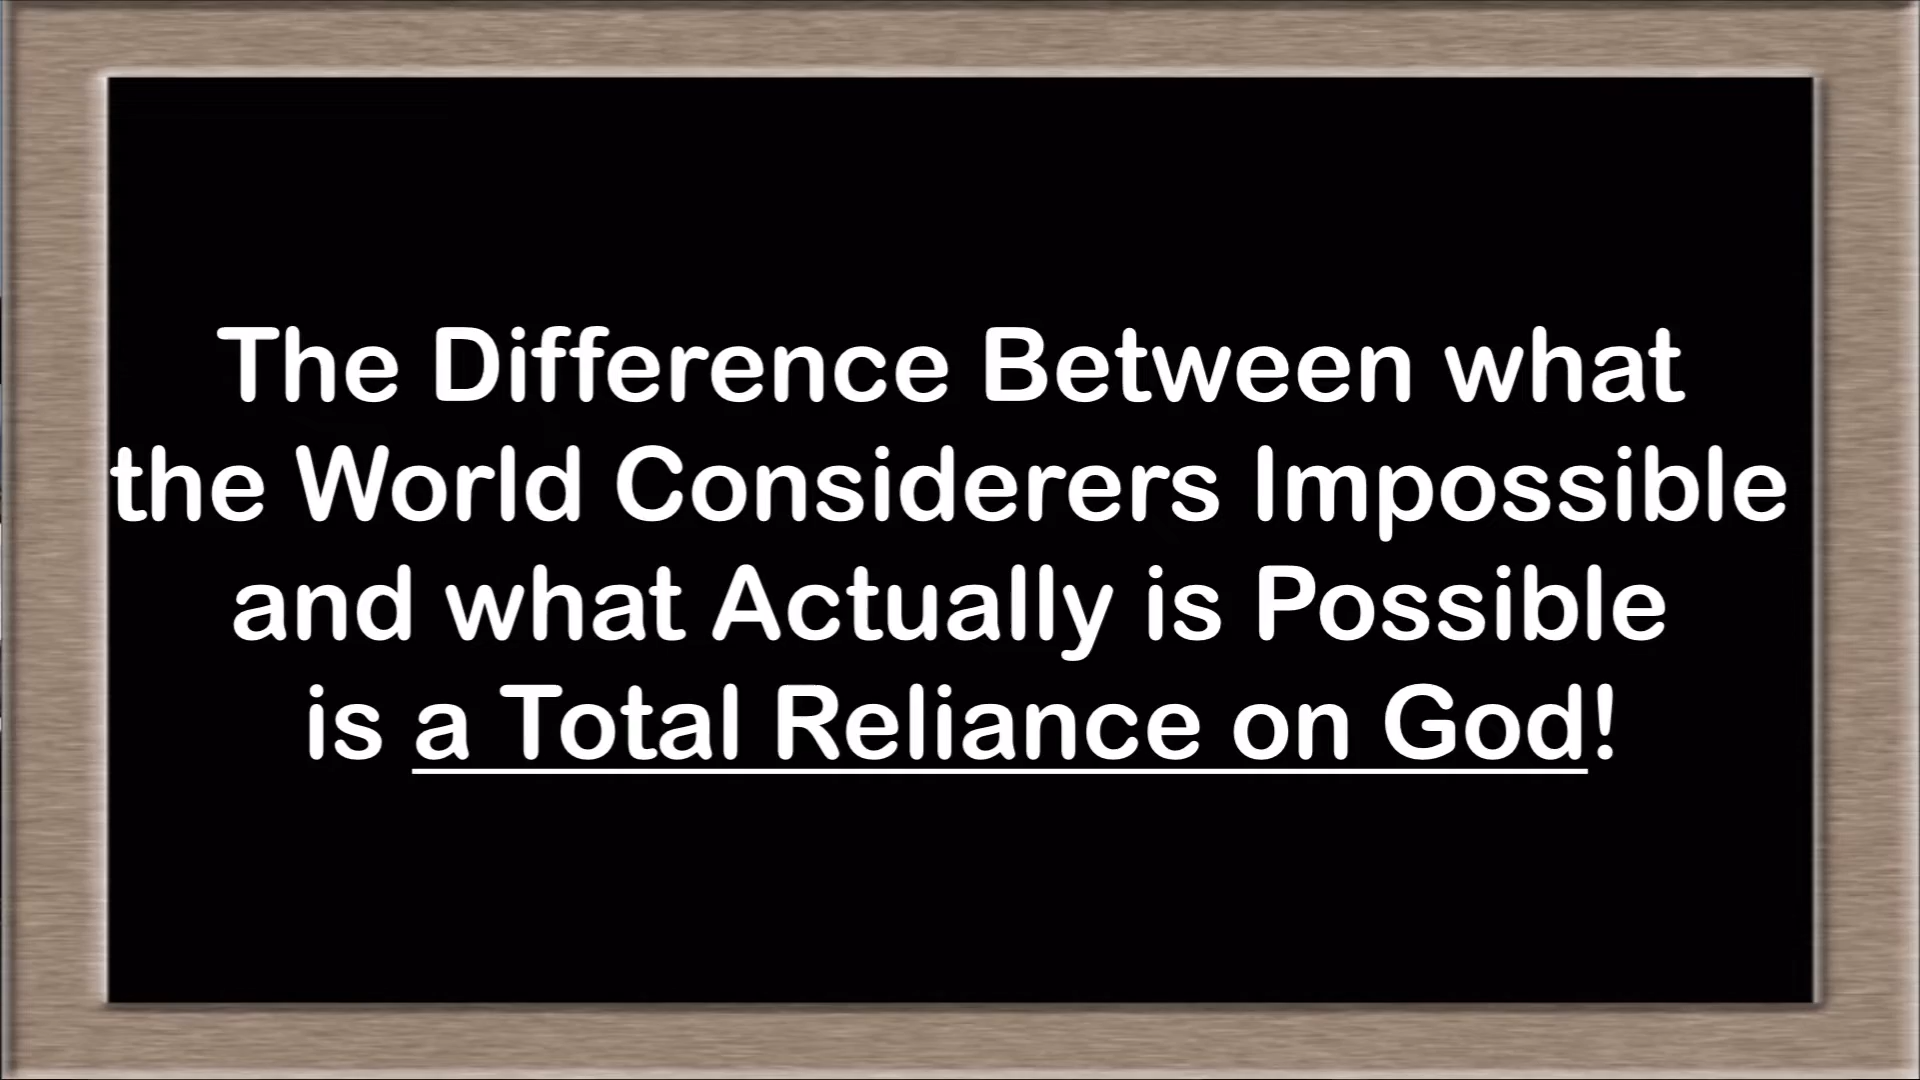 The Difference Between what
the World Considerers Impossible
and what Actually is Possible
is a Total Reliance on God!